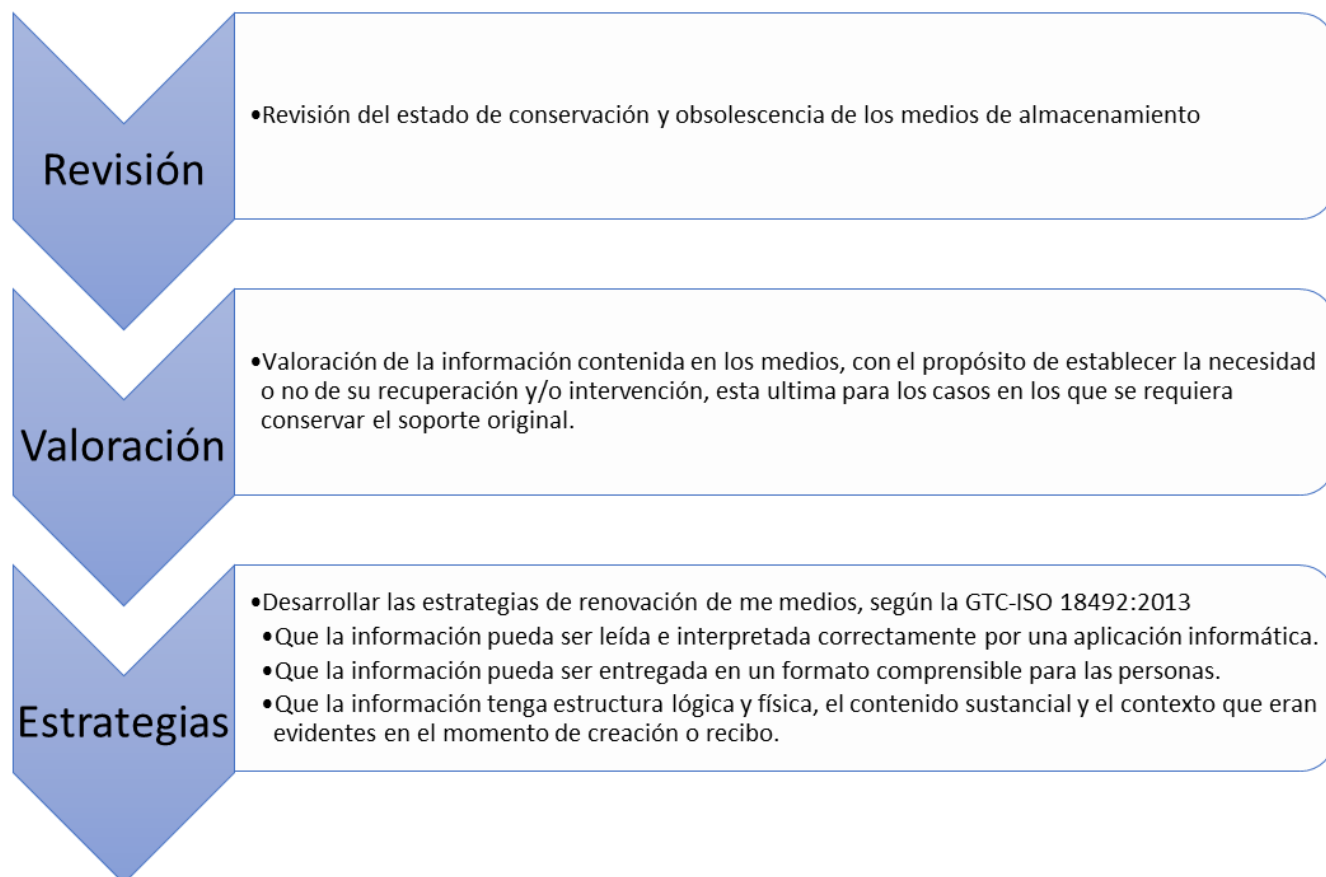 Revisión
•Revisión del estado de conservación y obsolescencia de los medios de almacenamiento
Valoración
•Valoración de la información contenida en los medios, con el propósito de establecer la necesidad
o no de su recuperación y/o intervención, esta ultima para los casos en los que se requiera
conservar el soporte original.
Estrategias
•Desarrollar las estrategias de renovación de me medios, según la GTC-ISO 18492:2013
•Que la información pueda ser leída e interpretada correctamente por una aplicación informática.
•Que la información pueda ser entregada en un formato comprensible para las personas.
•Que la información tenga estructura lógica y física, el contenido sustancial y el contexto que eran
evidentes en el momento de creación o recibo.